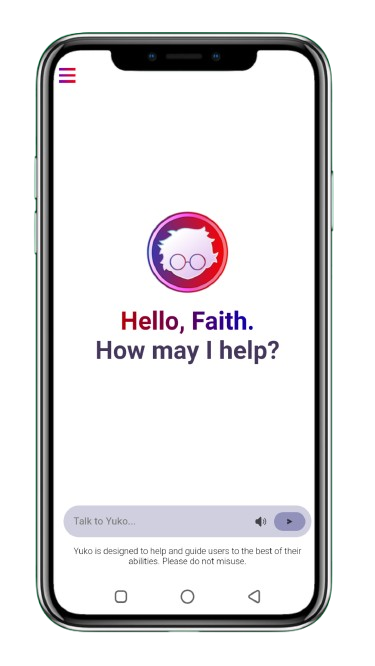 Hello, Faith.
How may I help?
Talk to Yuko...
Yuko is designed to help and guide users to the best of their
abilities. Please do not misuse.